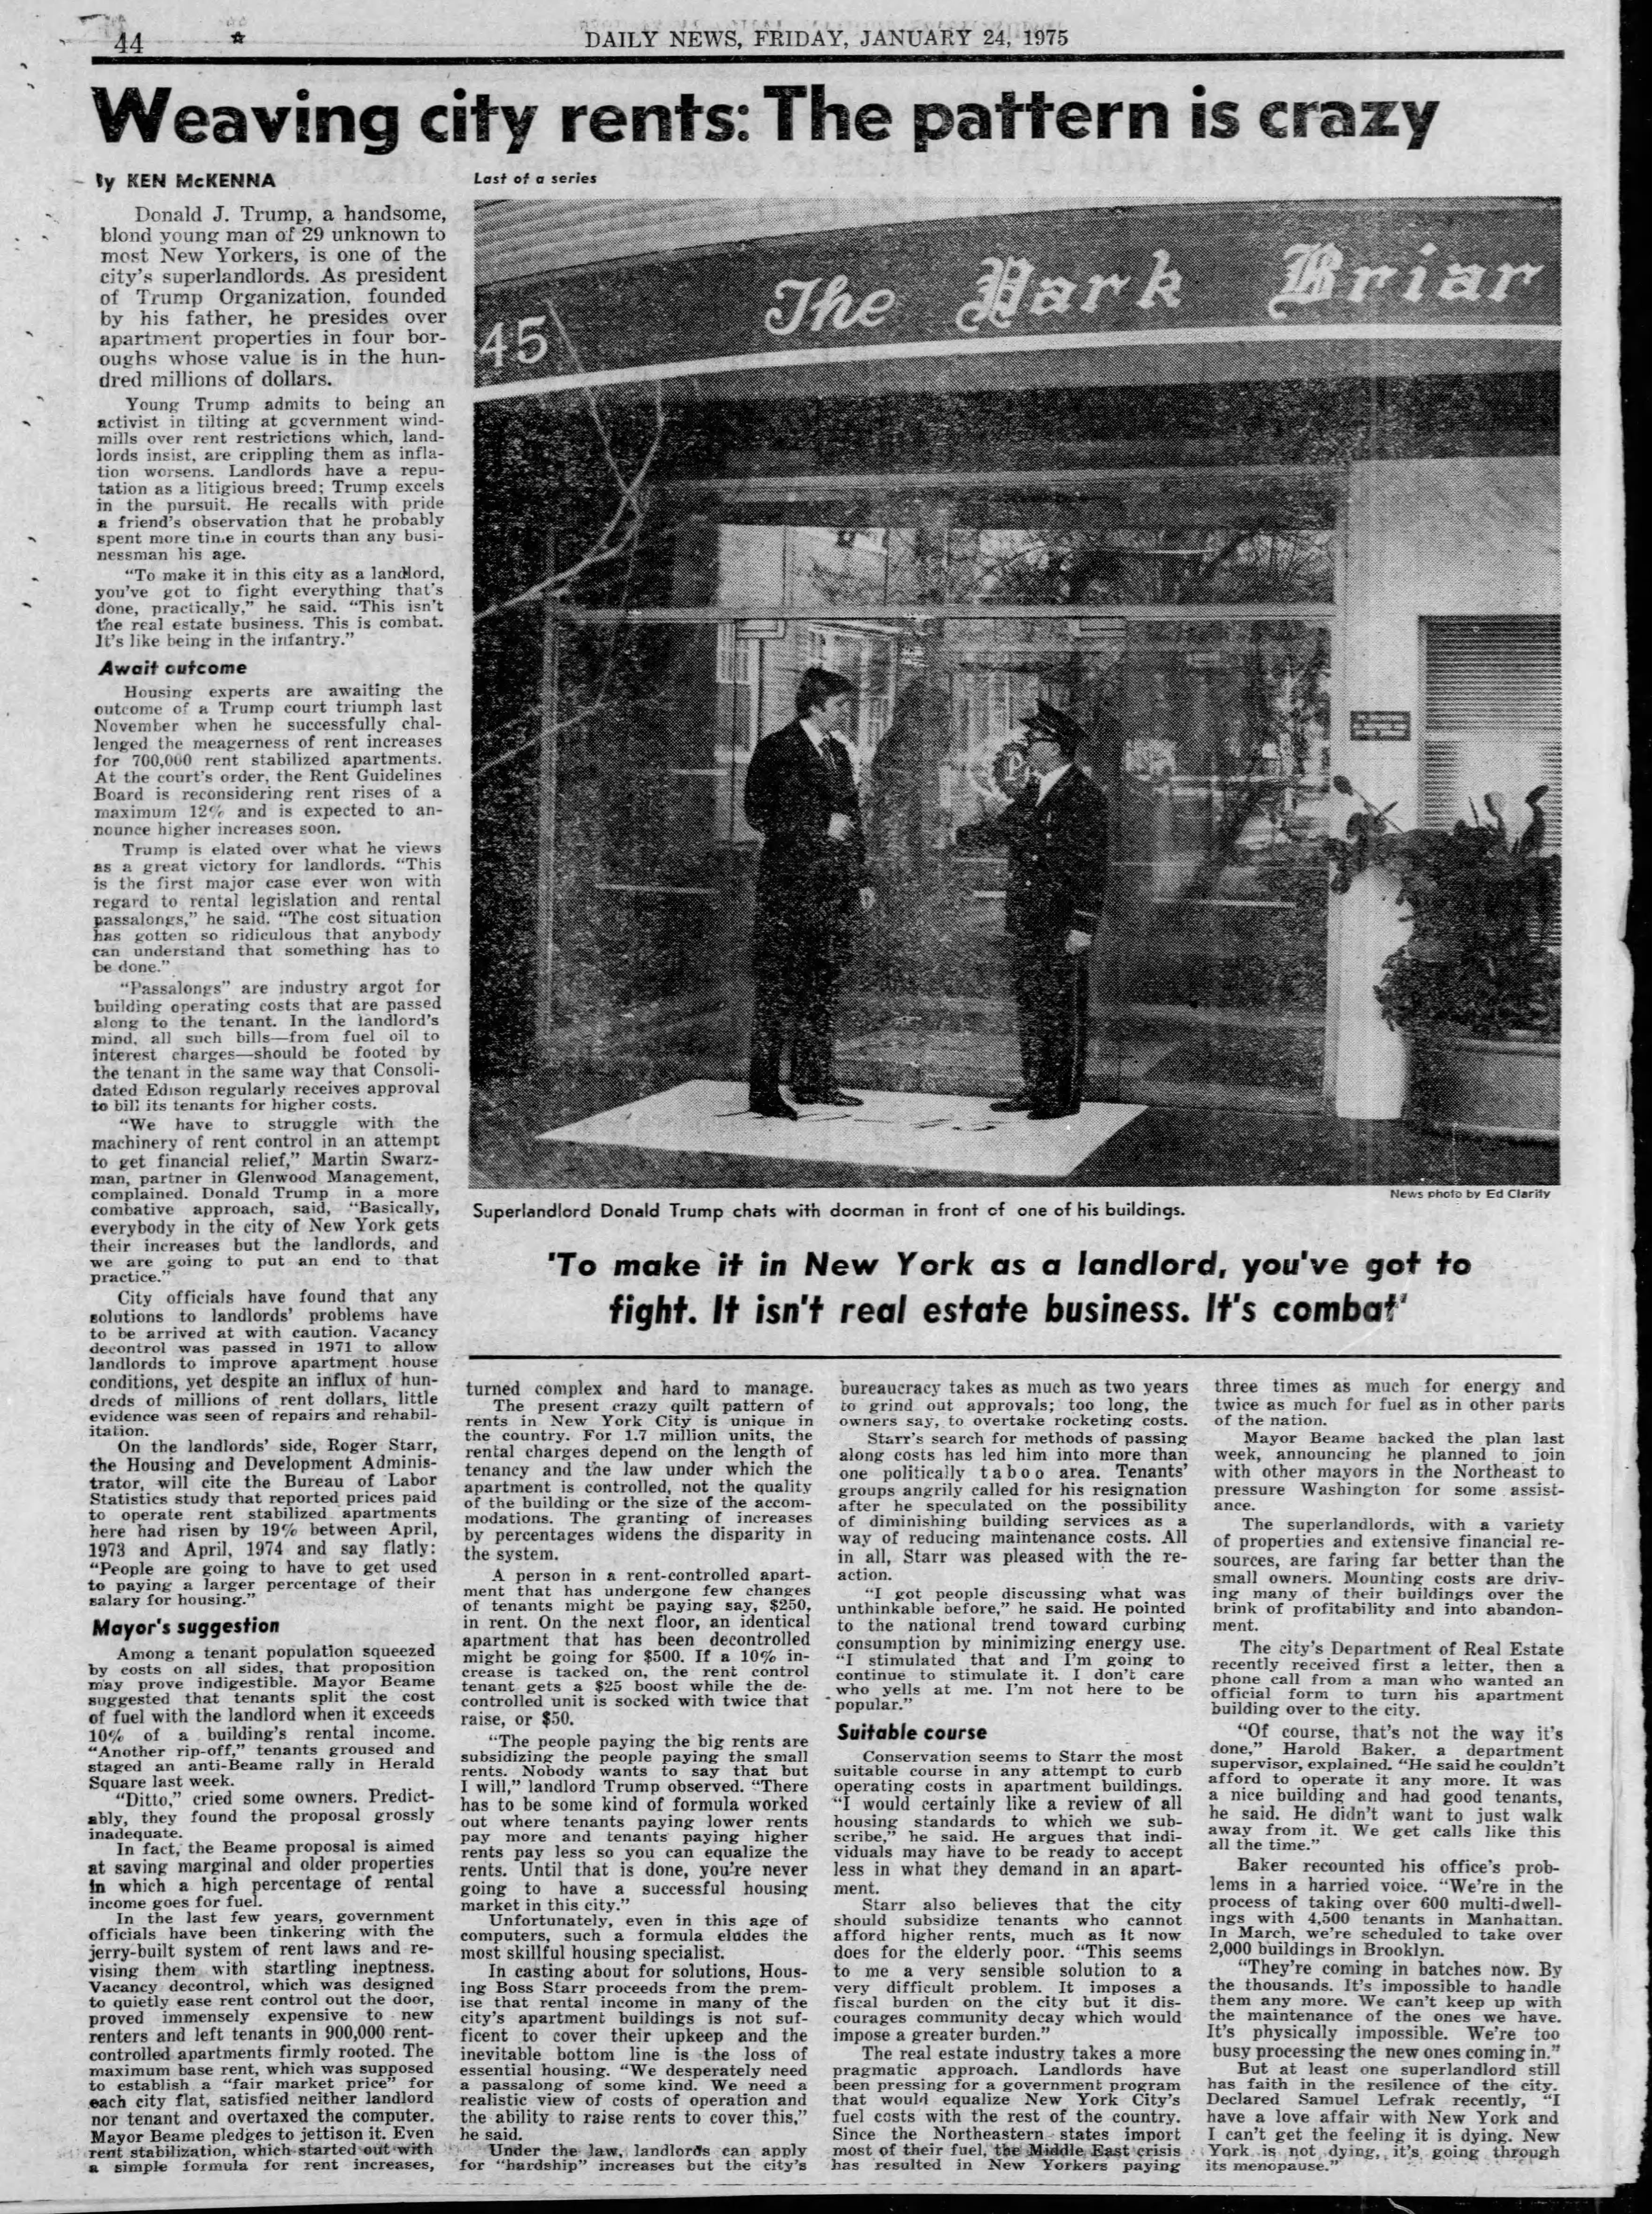 44
DAILY NEWS, FRIDAY, JANUARY 24, 1975
Weaving city rents: The pattern is crazy
by KEN McKENNA
Last of a series
Donald J. Trump, a handsome,
blond young man of 29 unknown to
most New Yorkers, is one of the
city's superlandlords. As president
of Trump Organization, founded
by his father, he presides over
apartment properties in four bor-
oughs whose value is in the hun-
dred millions of dollars.
Young Trump admits to being an
activist in tilting at government wind-
mills over rent restrictions which, land-
lords insist, are crippling them as infla-
tion worsens. Landlords have a repu-
tation as a litigious breed; Trump excels
in the pursuit. He recalls with pride
a friend's observation that he probably
spent more time in courts than any busi-
nessman his age.
"To make it in this city as a landlord,
you've got to fight everything that's
done, practically," he said. "This isn't
the real estate business. This is combat.
It's like being in the infantry."
Await outcome
Housing experts are awaiting the
outcome of a Trump court triumph last
November when he successfully chal-
lenged the meagerness of rent increases
for 700,000 rent stabilized apartments.
At the court's order, the Rent Guidelines
Board is reconsidering rent rises of a
maximum 12% and is expected to an-
nounce higher increases soon.
Trump is elated over what he views
as a great victory for landlords. "This
is the first major case ever won with
regard to rental legislation and rental
passalongs," he said. "The cost situation
has gotten so ridiculous that anybody
can understand that something has to
be done."
"Passalongs" are industry argot for
building operating costs that are passed
along to the tenant. In the landlord's
mind, all such bills—from fuel oil to
interest charges—should be footed by
the tenant in the same way that Consoli-
dated Edison regularly receives approval
to bill its tenants for higher costs.
"We have to struggle with the
machinery of rent control in an attempt
to get financial relief," Martin Swarz-
man, partner in Glenwood Management,
complained. Donald Trump in a more
combative approach, said, "Basically,
everybody in the city of New York gets
their increases but the landlords, and
we are going to put an end to that
practice."
City officials have found that any
solutions to landlords' problems have
to be arrived at with caution. Vacancy
decontrol was passed in 1971 to allow
landlords to improve apartment house
conditions, yet despite an influx of hun-
dreds of millions of rent dollars, little
evidence was seen of repairs and rehabil-
itation.
On the landlords' side, Roger Starr,
the Housing and Development Adminis-
trator, will cite the Bureau of Labor
Statistics study that reported prices paid
to operate rent stabilized apartments
here had risen by 19% between April,
1973 and April, 1974 and say flatly:
"People are going to have to get used
to paying a larger percentage of their
salary for housing."
Mayor's suggestion
Among a tenant population squeezed
by costs on all sides, that proposition
may prove indigestible. Mayor Beame
suggested that tenants split the cost
of fuel with the landlord when it exceeds
10% of a building's rental income.
"Another rip-off," tenants groused and
staged an anti-Beame rally in Herald
Square last week.
"Ditto," cried some owners. Predict-
ably, they found the proposal grossly
inadequate.
In fact, the Beame proposal is aimed
at saving marginal and older properties
in which a high percentage of rental
income goes for fuel.
In the last few years, government
officials have been tinkering with the
jerry-built system of rent laws and re-
vising them with startling ineptness.
Vacancy decontrol, which was designed
to quietly ease rent control out the door,
proved immensely expensive to new
renters and left tenants in 900,000 rent-
controlled apartments firmly rooted. The
maximum base rent, which was supposed
to establish a "fair market price" for
each city flat, satisfied neither landlord
nor tenant and overtaxed the computer.
Mayor Beame pledges to jettison it. Even
rent stabilization, which started out with
a simple formula for rent increases,
45
The Park Briar
News photo by Ed Clarity
Superlandlord Donald Trump chats with doorman in front of one of his buildings.
'To make it in New York as a landlord, you've got to
fight. It isn't real estate business. It's combat'
turned complex and hard to manage.
The present crazy quilt pattern of
rents in New York City is unique in
the country. For 1.7 million units, the
rental charges depend on the length of
tenancy and the law under which the
apartment is controlled, not the quality
of the building or the size of the accom-
modations. The granting of increases
by percentages widens the disparity in
the system.
A person in a rent-controlled apart-
ment that has undergone few changes
of tenants might be paying say, $250,
in rent. On the next floor, an identical
apartment that has been decontrolled
might be going for $500. If a 10% in-
crease is tacked on, the rent control
tenant gets a $25 boost while the de-
controlled unit is socked with twice that
raise, or $50.
"The people paying the big rents are
subsidizing the people paying the small
rents. Nobody wants to say that but
I will," landlord Trump observed. "There
has to be some kind of formula worked
out where tenants paying lower rents
pay more and tenants paying higher
rents pay less so you can equalize the
rents. Until that is done, you're never
going to have a successful housing
market in this city."
Unfortunately, even in this age of
computers, such a formula eludes the
most skillful housing specialist.
In casting about for solutions, Hous-
ing Boss Starr proceeds from the prem-
ise that rental income in many of the
city's apartment buildings is not suf-
ficent to cover their upkeep and the
inevitable bottom line is the loss of
essential housing. "We desperately need
a passalong of some kind. We need a
realistic view of costs of operation and
the ability to raise rents to cover this,"
he said.
Under the law, landlords can apply
for "hardship" increases but the city's
bureaucracy takes as much as two years
to grind out approvals; too long, the
owners say, to overtake rocketing costs.
Starr's search for methods of passing
along costs has led him into more than
one politically taboo area. Tenants'
groups angrily called for his resignation
after he speculated on the possibility
of diminishing building services as a
way of reducing maintenance costs. All
in all, Starr was pleased with the re-
action.
"I got people discussing what was
unthinkable before," he said. He pointed
to the national trend toward curbing
consumption by minimizing energy use.
"I stimulated that and I'm going to
continue to stimulate it. I don't care
who yells at me. I'm not here to be
popular."
Suitable course
Conservation seems to Starr the most
suitable course in any attempt to curb
operating costs in apartment buildings.
"I would certainly like a review of all
housing standards to which we sub-
scribe," he said. He argues that indi-
viduals may have to be ready to accept
less in what they demand in an apart-
ment.
Starr also believes that the city
should subsidize tenants who cannot
afford higher rents, much as it now
does for the elderly poor. "This seems
to me a very sensible solution to a
very difficult problem. It imposes a
fiscal burden on the city but it dis-
courages community decay which would
impose a greater burden."
The real estate industry takes a more
pragmatic approach. Landlords have
been pressing for a government program
that would equalize New York City's
fuel costs with the rest of the country.
Since the Northeastern states import
most of their fuel, the Middle East crisis
has resulted in New Yorkers paying
three times as much for energy and
twice as much for fuel as in other parts
of the nation.
Mayor Beame backed the plan last
week, announcing he planned to join
with other mayors in the Northeast to
pressure Washington for some assist-
ance.
The superlandlords, with a variety
of properties and extensive financial re-
sources, are faring far better than the
small owners. Mounting costs are driv-
ing many of their buildings over the
brink of profitability and into abandon-
ment.
The city's Department of Real Estate
recently received first a letter, then a
phone call from a man who wanted an
official form to turn his apartment
building over to the city.
"Of course, that's not the way it's
done," Harold Baker, a department
supervisor, explained. "He said he couldn't
afford to operate it any more. It was
a nice building and had good tenants,
he said. He didn't want to just walk
away from it. We get calls like this
all the time."
Baker recounted his office's prob-
lems in a harried voice. "We're in the
process of taking over 600 multi-dwell-
ings with 4,500 tenants in Manhattan.
In March, we're scheduled to take over
2,000 buildings in Brooklyn.
"They're coming in batches now. By
the thousands. It's impossible to handle
them any more. We can't keep up with
the maintenance of the ones we have.
It's physically impossible. We're too
busy processing the new ones coming in."
But at least one superlandlord still
has faith in the resilence of the city.
Declared Samuel Lefrak recently, "I
have a love affair with New York and
I can't get the feeling it is dying. New
York is not dying, it's going through
its menopause."